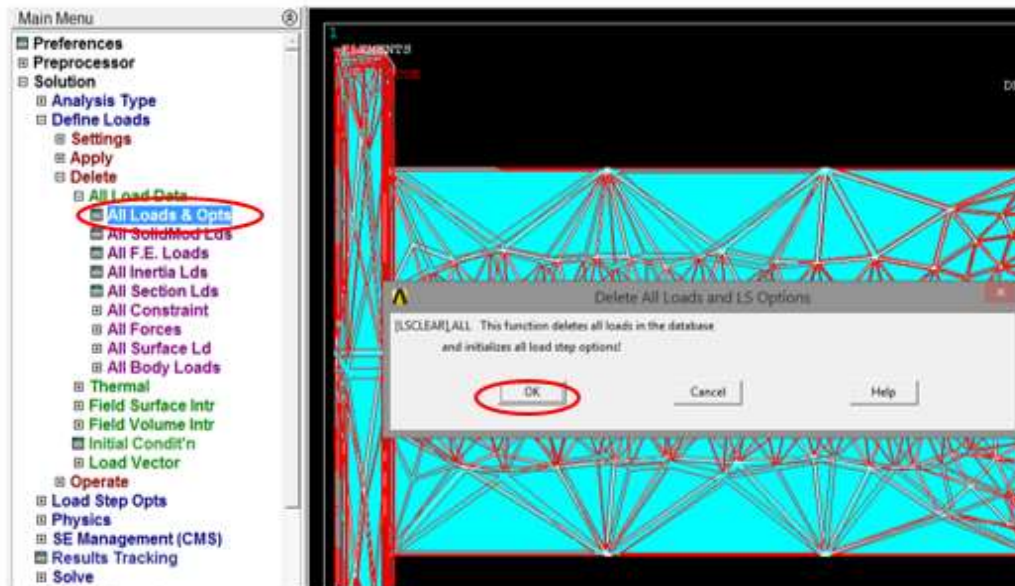 Main Menu
Preferences
Preprocessor
Solution
Analysis Type
Define Loads
Settings
Apply
Delete
All Load Data
All Loads & Opts
All SolidMod Lds
All F.E. Loads
All Inertia Lds
All Section Lds
All Constraint
All Forces
All Surface Ld
All Body Loads
Thermal
Field Surface Intr
Field Volume Intr
Initial Condit'n
Load Vector
Operate
Load Step Opts
Physics
SE Management (CMS)
Results Tracking
Solve
1
ELEMENTS
Delete All Loads and LS Options
[LSCLEAR],ALL This function deletes all loads in the database
and initializes all load step options!
OK Cancel Help